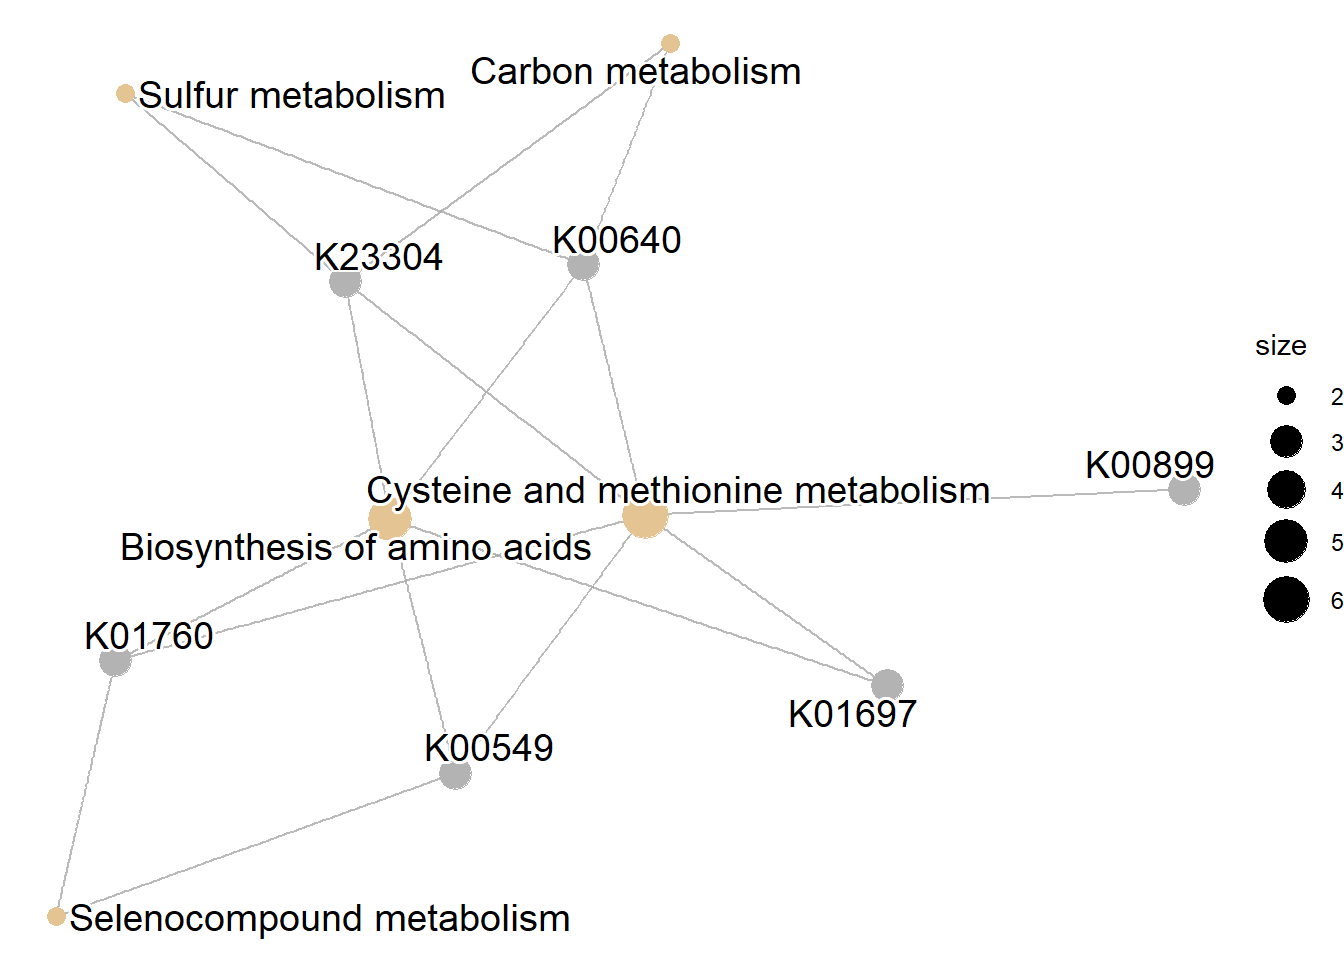 Carbon metabolism
Sulfur metabolism
K00640
K23304
size
2
3
K00899
4
Cysteine and methionine metabolism
5
Biosynthesis of amino acids
6
K01760
K01697
K00549
Selenocompound metabolism